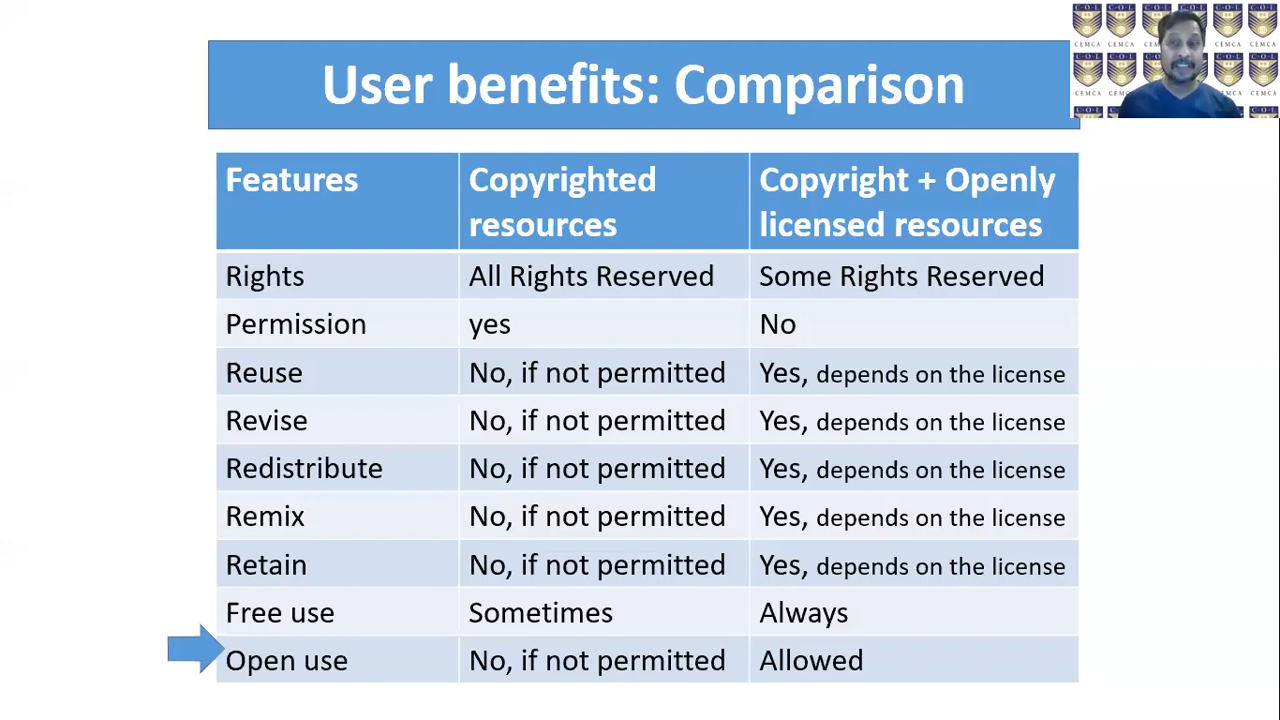 User benefits: Comparison
Features
Copyrighted resources
Copyright + Openly licensed resources
Rights
All Rights Reserved
Some Rights Reserved
Permission
yes
No
Reuse
No, if not permitted
Yes, depends on the license
Revise
No, if not permitted
Yes, depends on the license
Redistribute
No, if not permitted
Yes, depends on the license
Remix
No, if not permitted
Yes, depends on the license
Retain
No, if not permitted
Yes, depends on the license
Free use
Sometimes
Always
Open use
No, if not permitted
Allowed
C·O·L
CEMCA